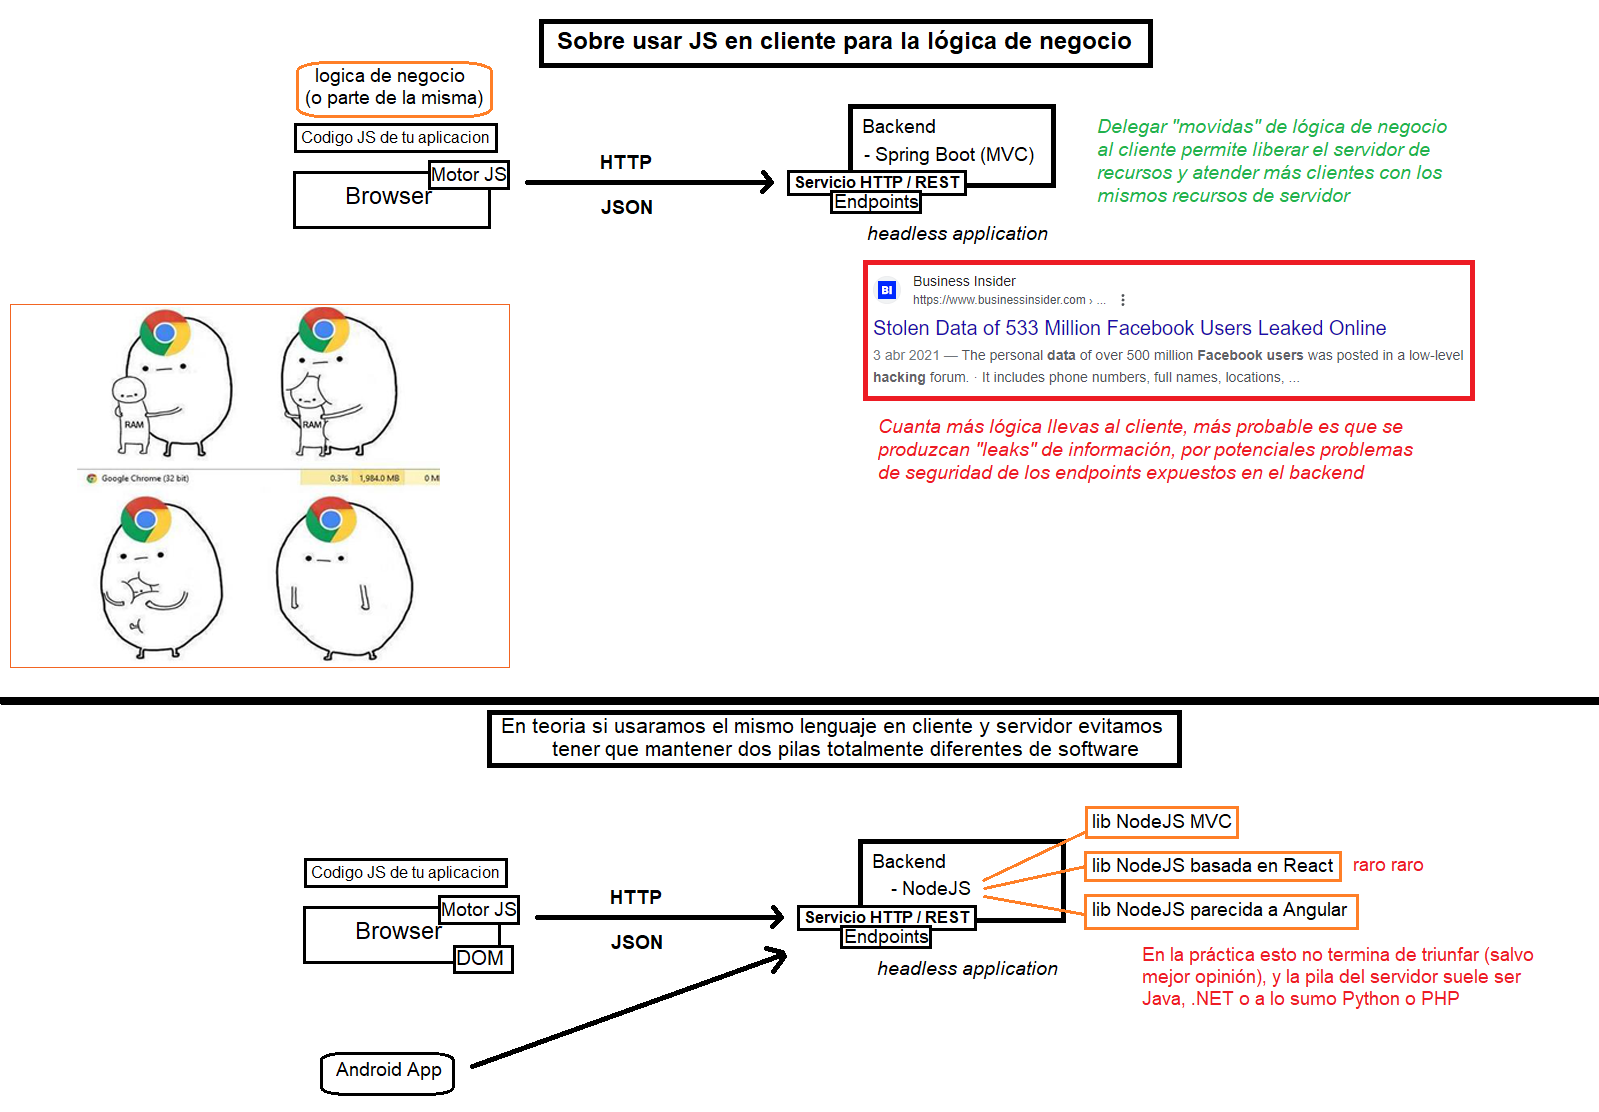 Sobre usar JS en cliente para la lógica de negocio
logica de negocio
(o parte de la misma)
Codigo JS de tu aplicacion
Motor JS
Browser
HTTP
JSON
Backend
- Spring Boot (MVC)
Servicio HTTP / REST
Endpoints
headless application
Delegar "movidas" de lógica de negocio
al cliente permite liberar el servidor de
recursos y atender más clientes con los
mismos recursos de servidor
BI
Business Insider
https://www.businessinsider.com › ...
Stolen Data of 533 Million Facebook Users Leaked Online
3 abr 2021 — The personal data of over 500 million Facebook users was posted in a low-level
hacking forum. · It includes phone numbers, full names, locations, ...
Cuanta más lógica llevas al cliente, más probable es que se
produzcan "leaks" de información, por potenciales problemas
de seguridad de los endpoints expuestos en el backend
RAM
RAM
Google Chrome (32 bit) 0.3% 1,984.0 MB 0 M
En teoria si usaramos el mismo lenguaje en cliente y servidor evitamos
tener que mantener dos pilas totalmente diferentes de software
Codigo JS de tu aplicacion
Motor JS
Browser
DOM
HTTP
JSON
Backend
- NodeJS
Servicio HTTP / REST
Endpoints
headless application
lib NodeJS MVC
lib NodeJS basada en React raro raro
lib NodeJS parecida a Angular
En la práctica esto no termina de triunfar (salvo
mejor opinión), y la pila del servidor suele ser
Java, .NET o a lo sumo Python o PHP
Android App